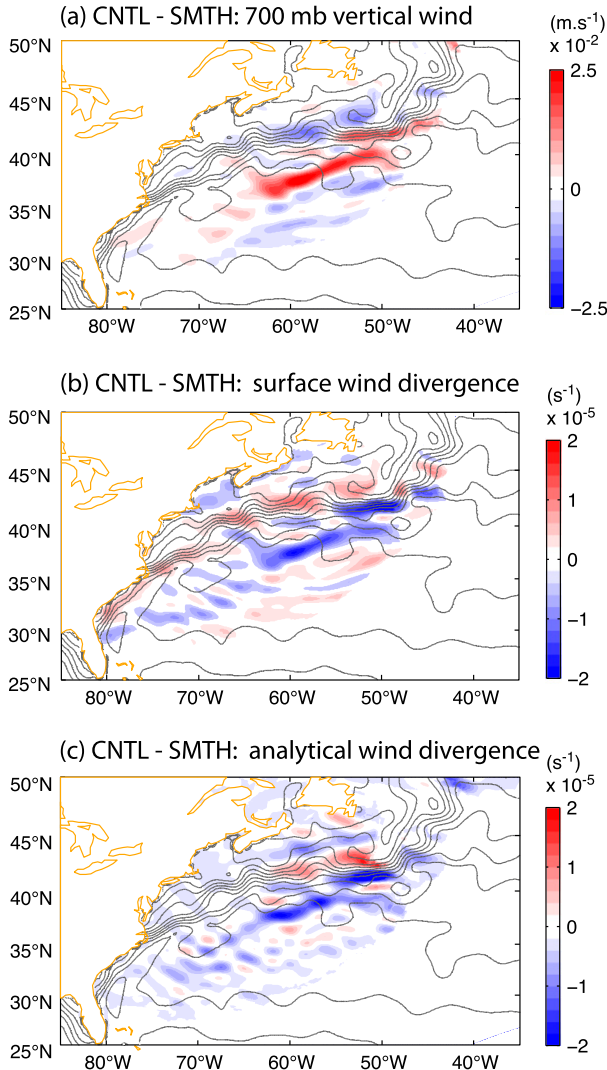 (a) CNTL - SMTH: 700 mb vertical wind
(m.s⁻¹)
x 10⁻²
50°N
45°N
40°N
35°N
30°N
25°N
80°W 70°W 60°W 50°W 40°W
2.5
0
−2.5
(b) CNTL - SMTH: surface wind divergence
(s⁻¹)
x 10⁻⁵
50°N
45°N
40°N
35°N
30°N
25°N
80°W 70°W 60°W 50°W 40°W
2
1
0
−1
−2
(c) CNTL - SMTH: analytical wind divergence
(s⁻¹)
x 10⁻⁵
50°N
45°N
40°N
35°N
30°N
25°N
80°W 70°W 60°W 50°W 40°W
2
1
0
−1
−2